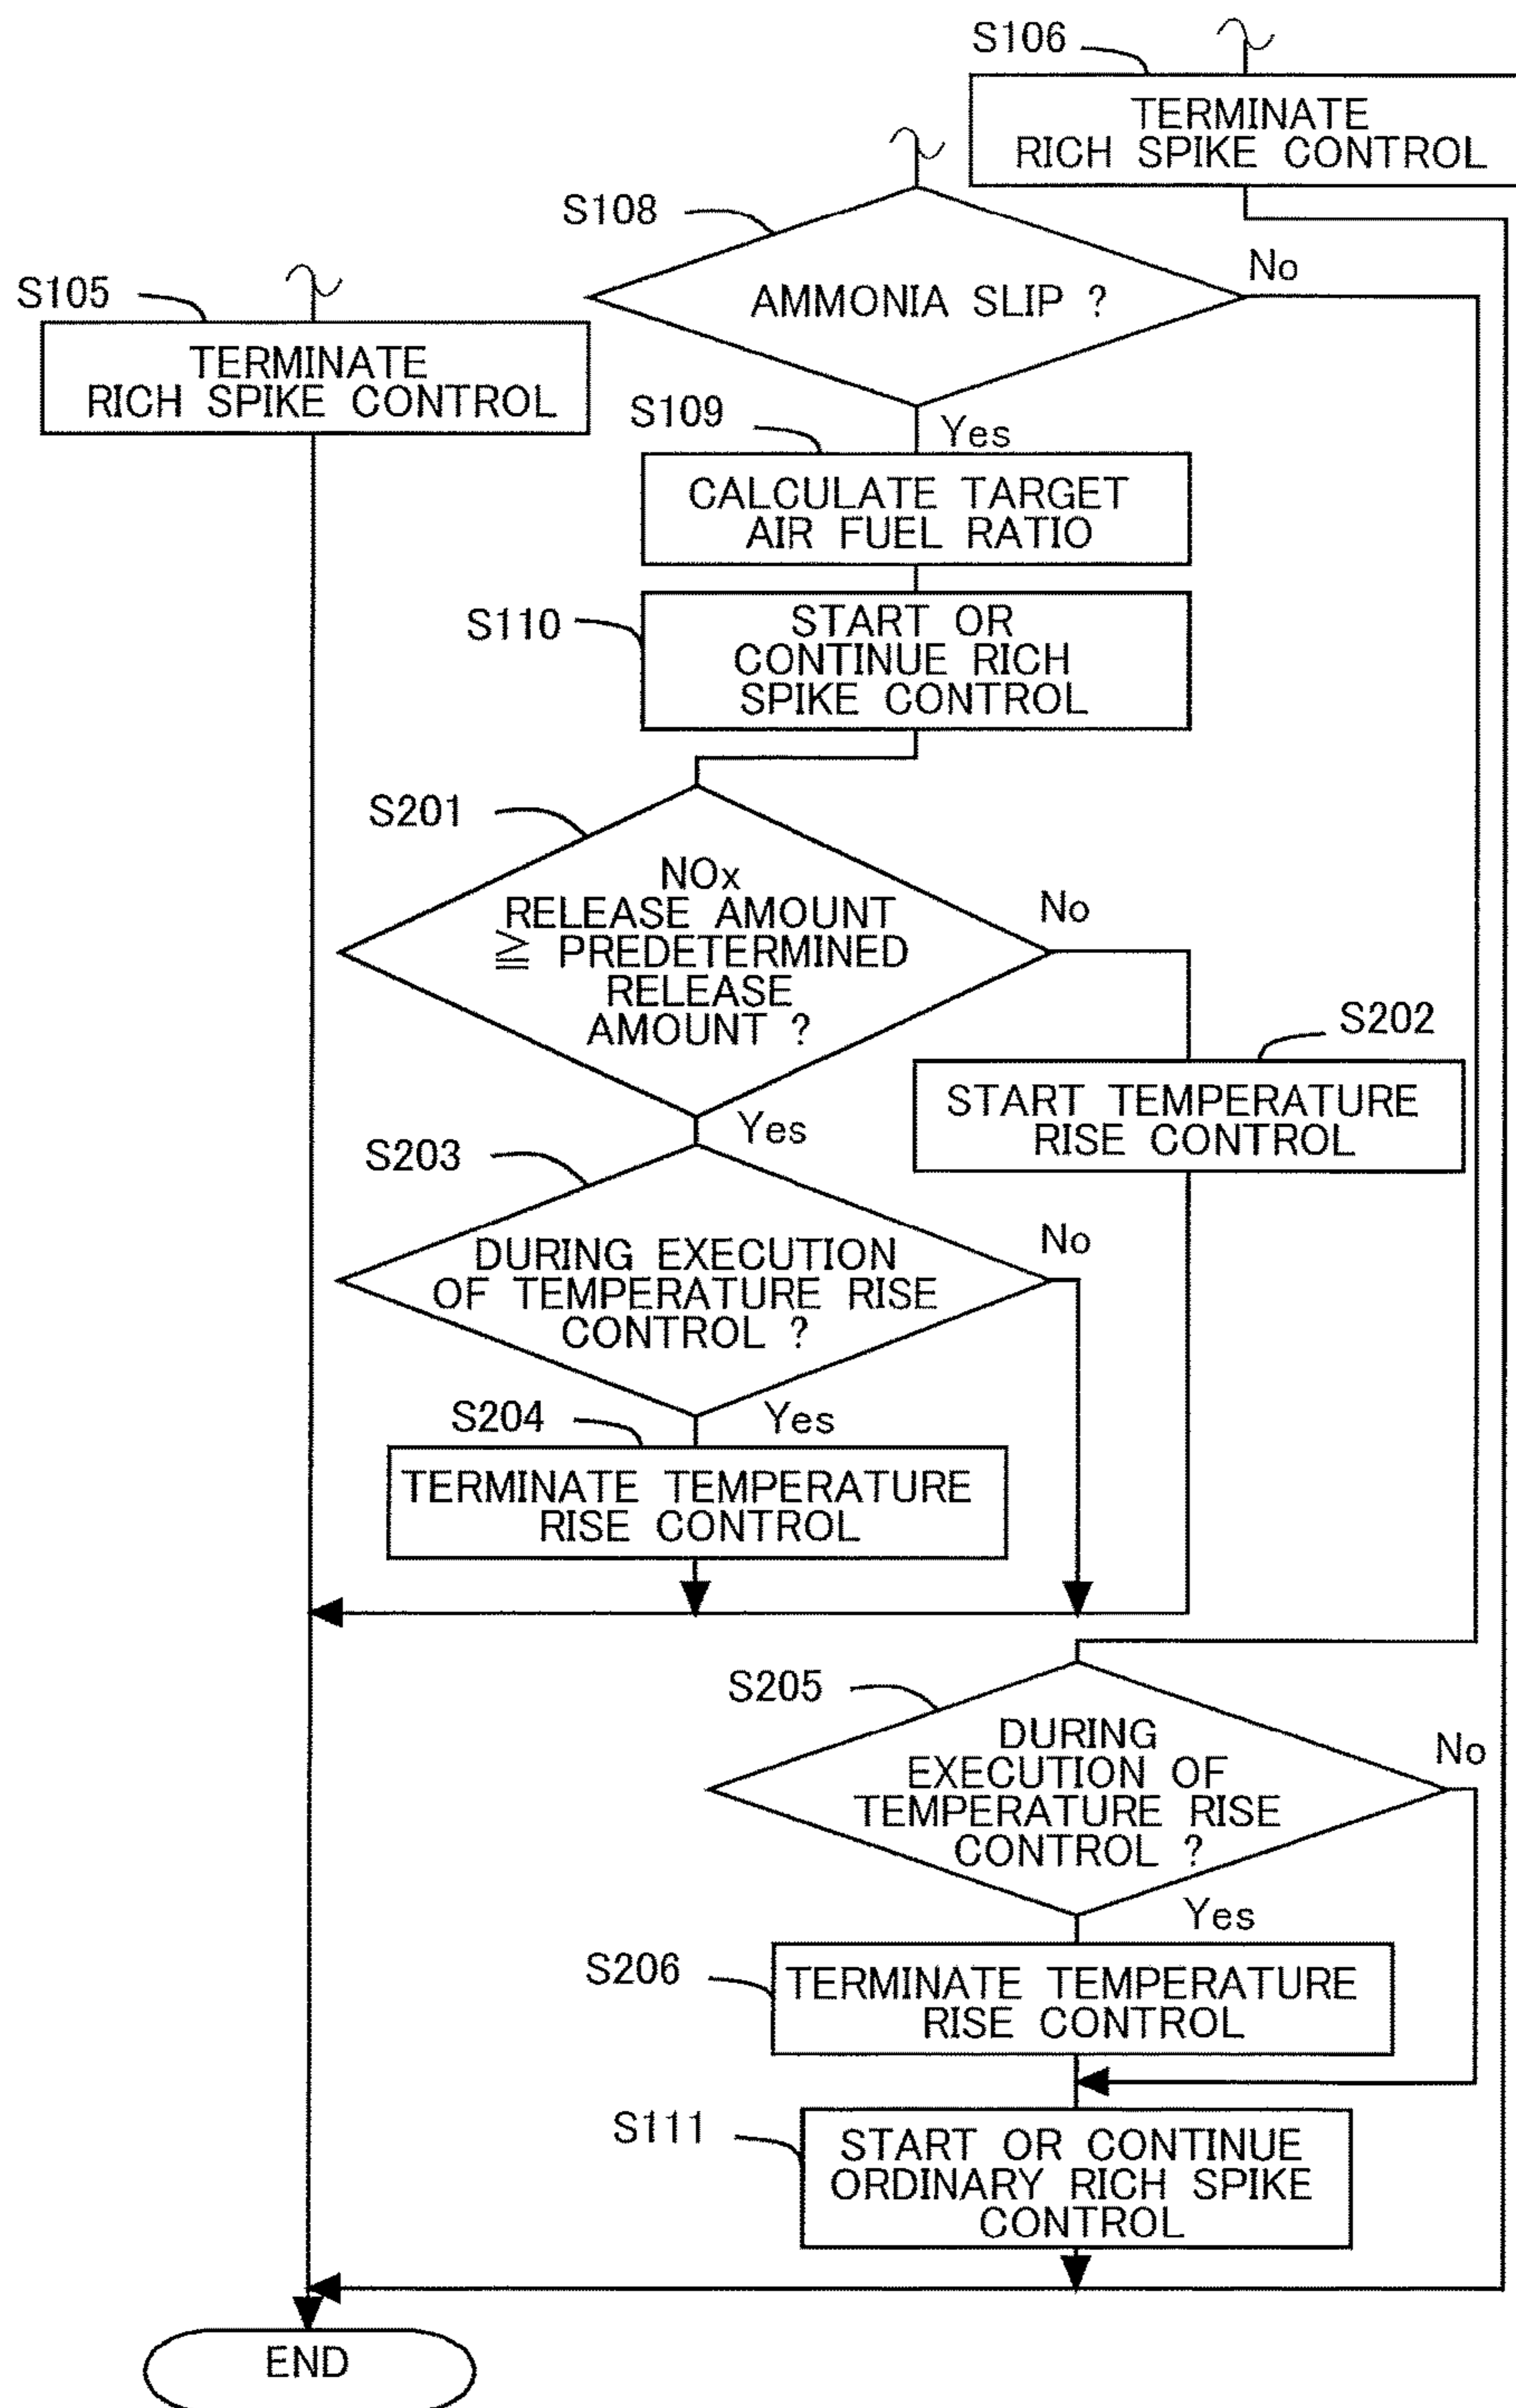 S106
TERMINATE
RICH SPIKE CONTROL
S108
AMMONIA SLIP ?
No
S105
TERMINATE
RICH SPIKE CONTROL
Yes
S109
CALCULATE TARGET
AIR FUEL RATIO
S110
START OR
CONTINUE RICH
SPIKE CONTROL
S201
NOx
RELEASE AMOUNT
≧ PREDETERMINED
RELEASE
AMOUNT ?
No
S202
START TEMPERATURE
RISE CONTROL
Yes
S203
DURING EXECUTION
OF TEMPERATURE RISE
CONTROL ?
No
Yes
S204
TERMINATE TEMPERATURE
RISE CONTROL
S205
DURING
EXECUTION OF
TEMPERATURE RISE
CONTROL ?
No
Yes
S206
TERMINATE TEMPERATURE
RISE CONTROL
S111
START OR CONTINUE
ORDINARY RICH SPIKE
CONTROL
END